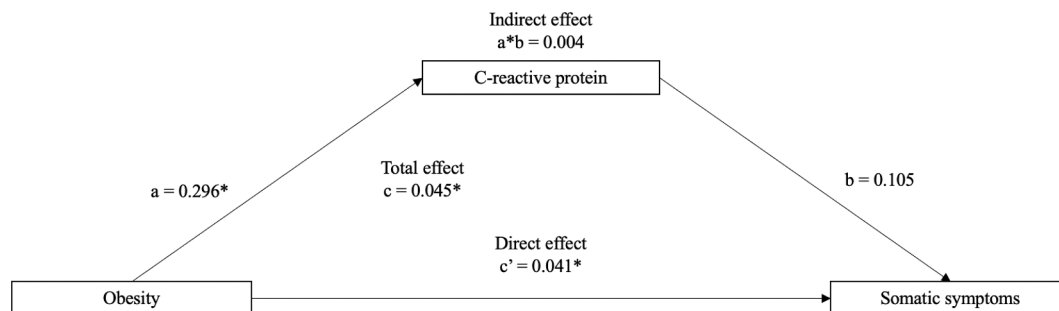 Indirect effect
a*b = 0.004
C-reactive protein
Total effect
c = 0.045*
a = 0.296*
b = 0.105
Direct effect
c’ = 0.041*
Obesity
Somatic symptoms